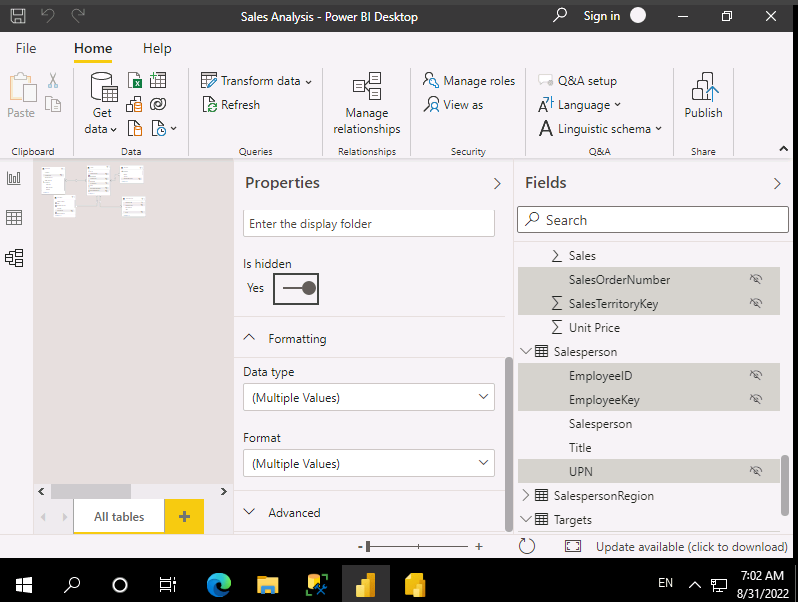 Sales Analysis - Power BI Desktop
Sign in
File
Home
Help
Paste
Clipboard
Get
data
Data
Transform data
Refresh
Queries
Manage
relationships
Relationships
Manage roles
View as
Security
Q&A setup
Language
Linguistic schema
Q&A
Publish
Share
Properties
Enter the display folder
Is hidden
Yes
Formatting
Data type
(Multiple Values)
Format
(Multiple Values)
Advanced
Fields
Search
Sales
SalesOrderNumber
SalesTerritoryKey
Unit Price
Salesperson
EmployeeID
EmployeeKey
Salesperson
Title
UPN
SalespersonRegion
Targets
All tables
Update available (click to download)
EN
7:02 AM
8/31/2022